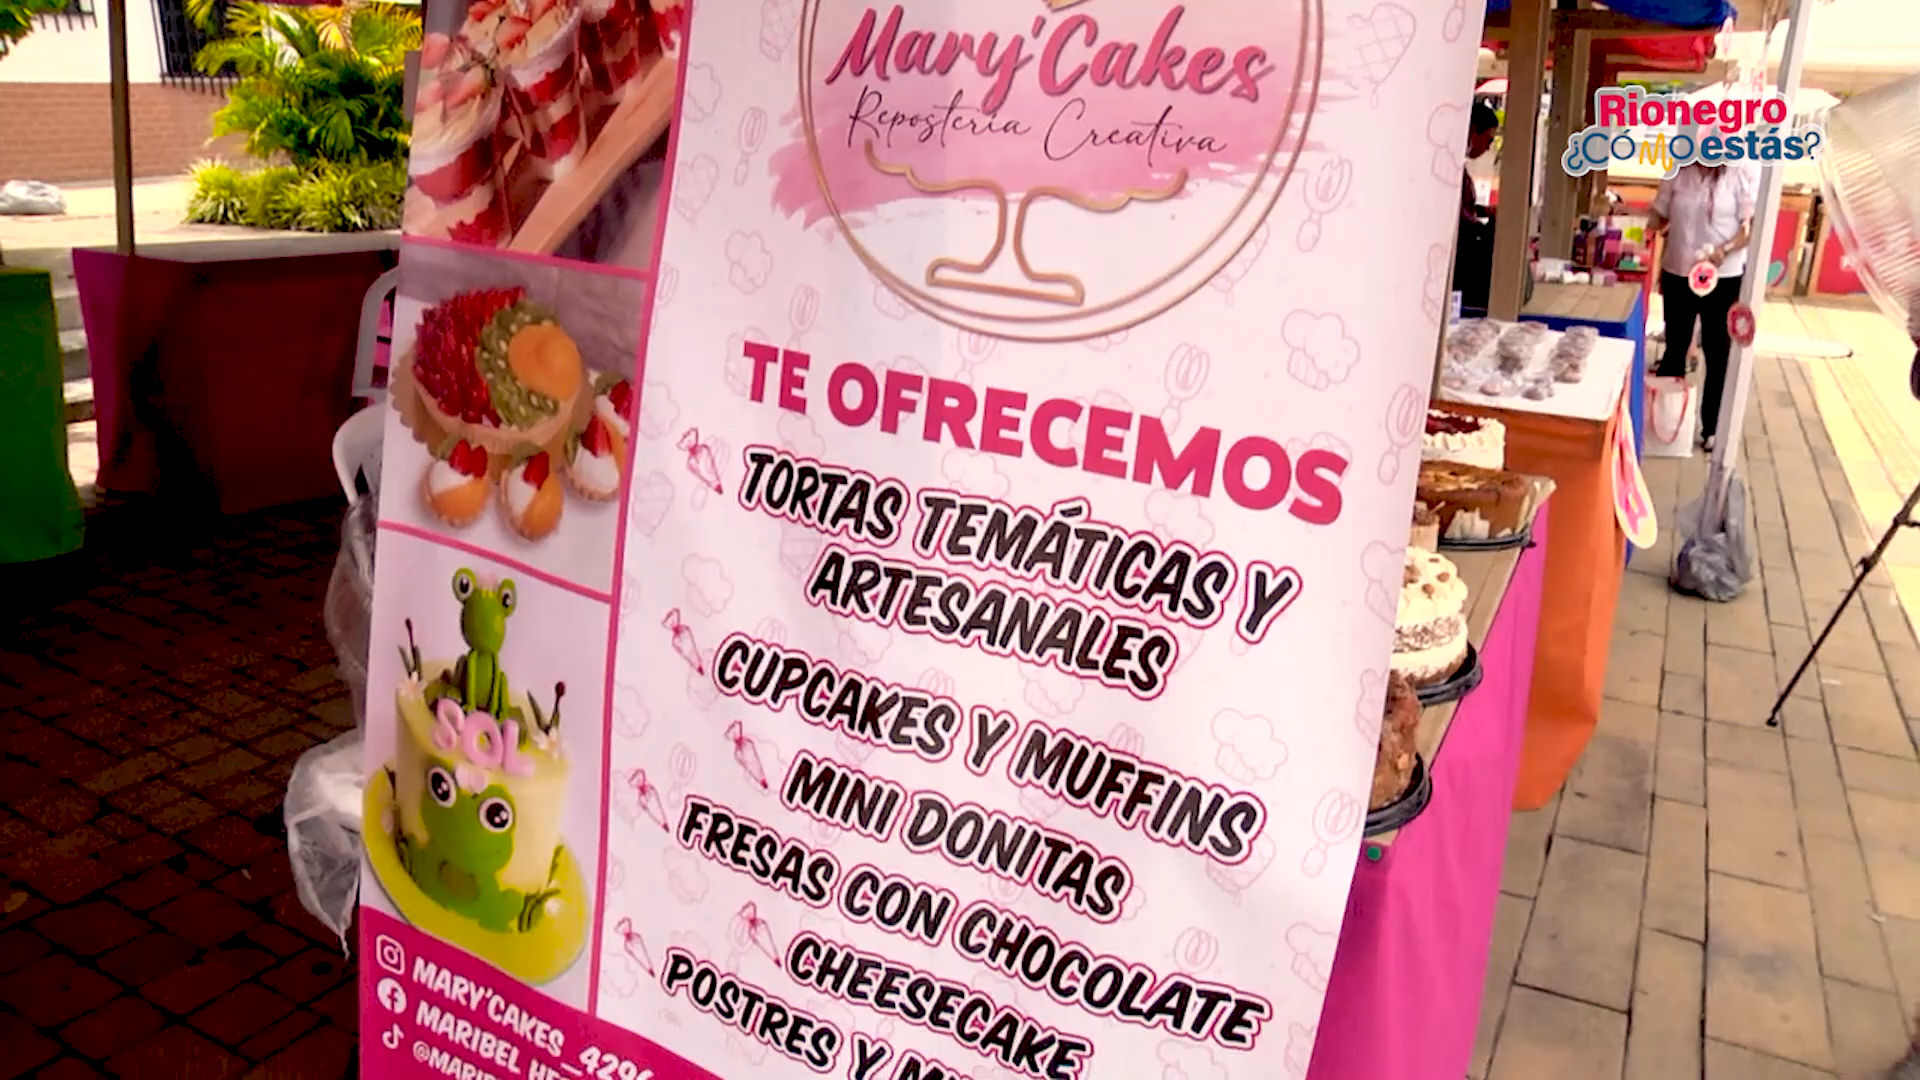 Mary'Cakes
Repostería Creativa
Rionegro
¿CÓMO estás?
TE OFRECEMOS
TORTAS TEMÁTICAS Y
ARTESANALES
CUPCAKES Y MUFFINS
MINI DONITAS
FRESAS CON CHOCOLATE
CHEESECAKE
POSTRES Y
SOL
MARY'CAKES_429
MARIBEL